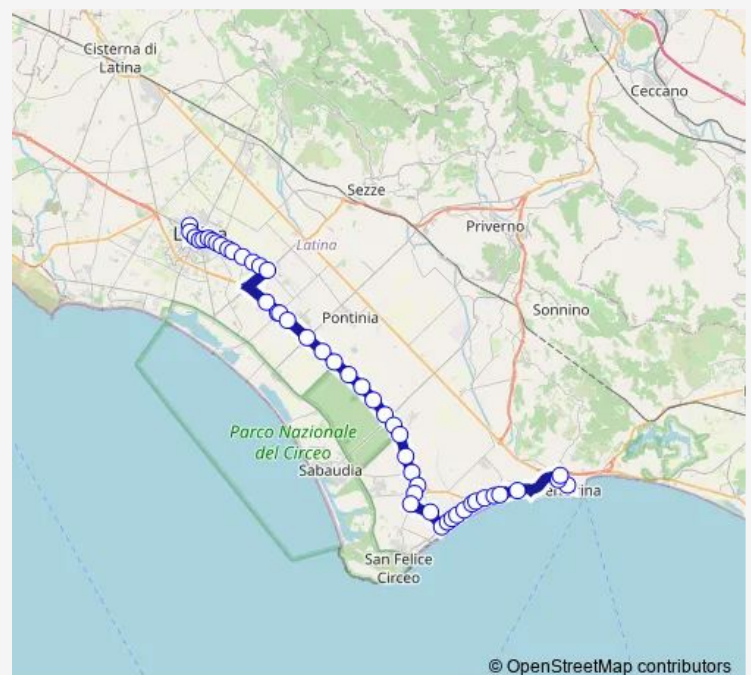 Cisterna di
Latina
Ceccano
Sezze
Priverno
Latina
Sonnino
Pontinia
Parco Nazionale
del Circeo
Sabaudia
San Felice
Circeo
© OpenStreetMap contributors